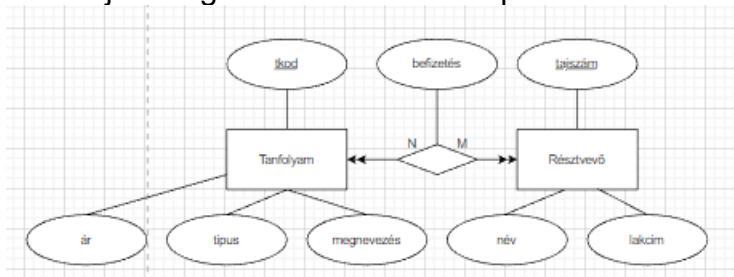 tkod
befizetés
tajszám
N
M
Tanfolyam
Résztvevő
ár
típus
megnevezés
név
lakcím